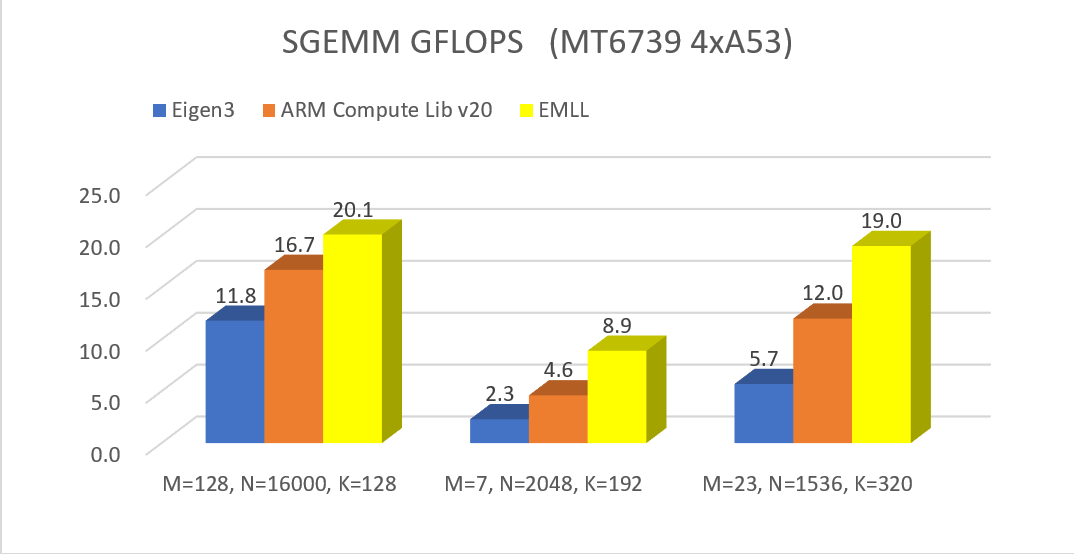 SGEMM GFLOPS (MT6739 4xA53)
Eigen3 ARM Compute Lib v20 EMLL
25.0
20.0
15.0
10.0
5.0
0.0
11.8 16.7 20.1
2.3 4.6 8.9
5.7 12.0 19.0
M=128, N=16000, K=128 M=7, N=2048, K=192 M=23, N=1536, K=320